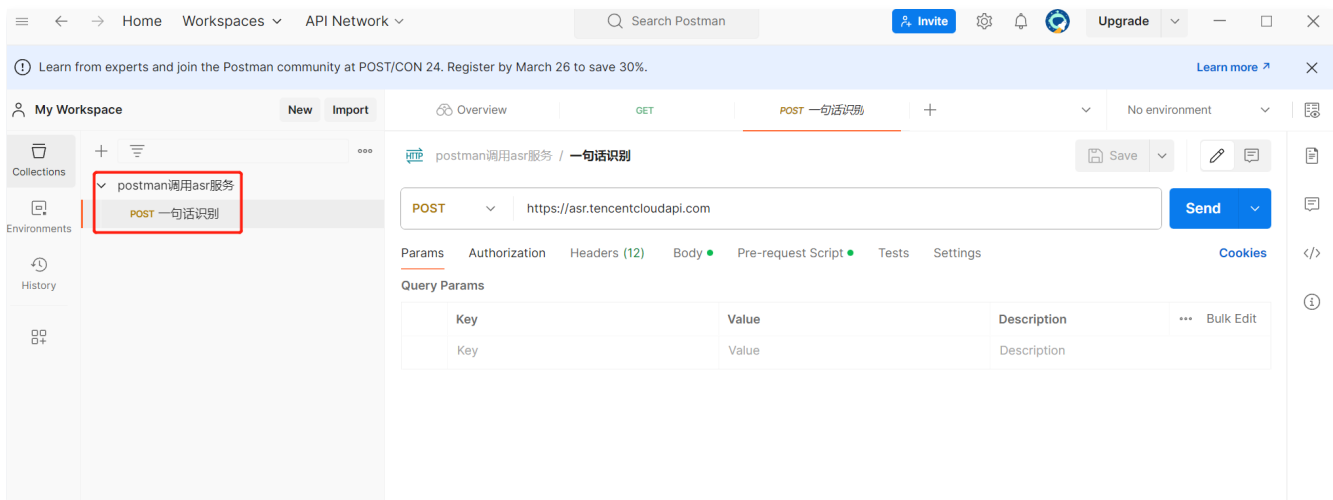 Home Workspaces API Network Search Postman Invite Upgrade
Learn from experts and join the Postman community at POST/CON 24. Register by March 26 to save 30%. Learn more
My Workspace New Import Overview GET POST 一句话识别 No environment
Collections
Environments
History
postman调用asr服务
POST 一句话识别
HTTP postman调用asr服务 / 一句话识别 Save
POST https://asr.tencentcloudapi.com Send
Params Authorization Headers (12) Body Pre-request Script Tests Settings Cookies
Query Params
Key Value Description Bulk Edit
Key Value Description